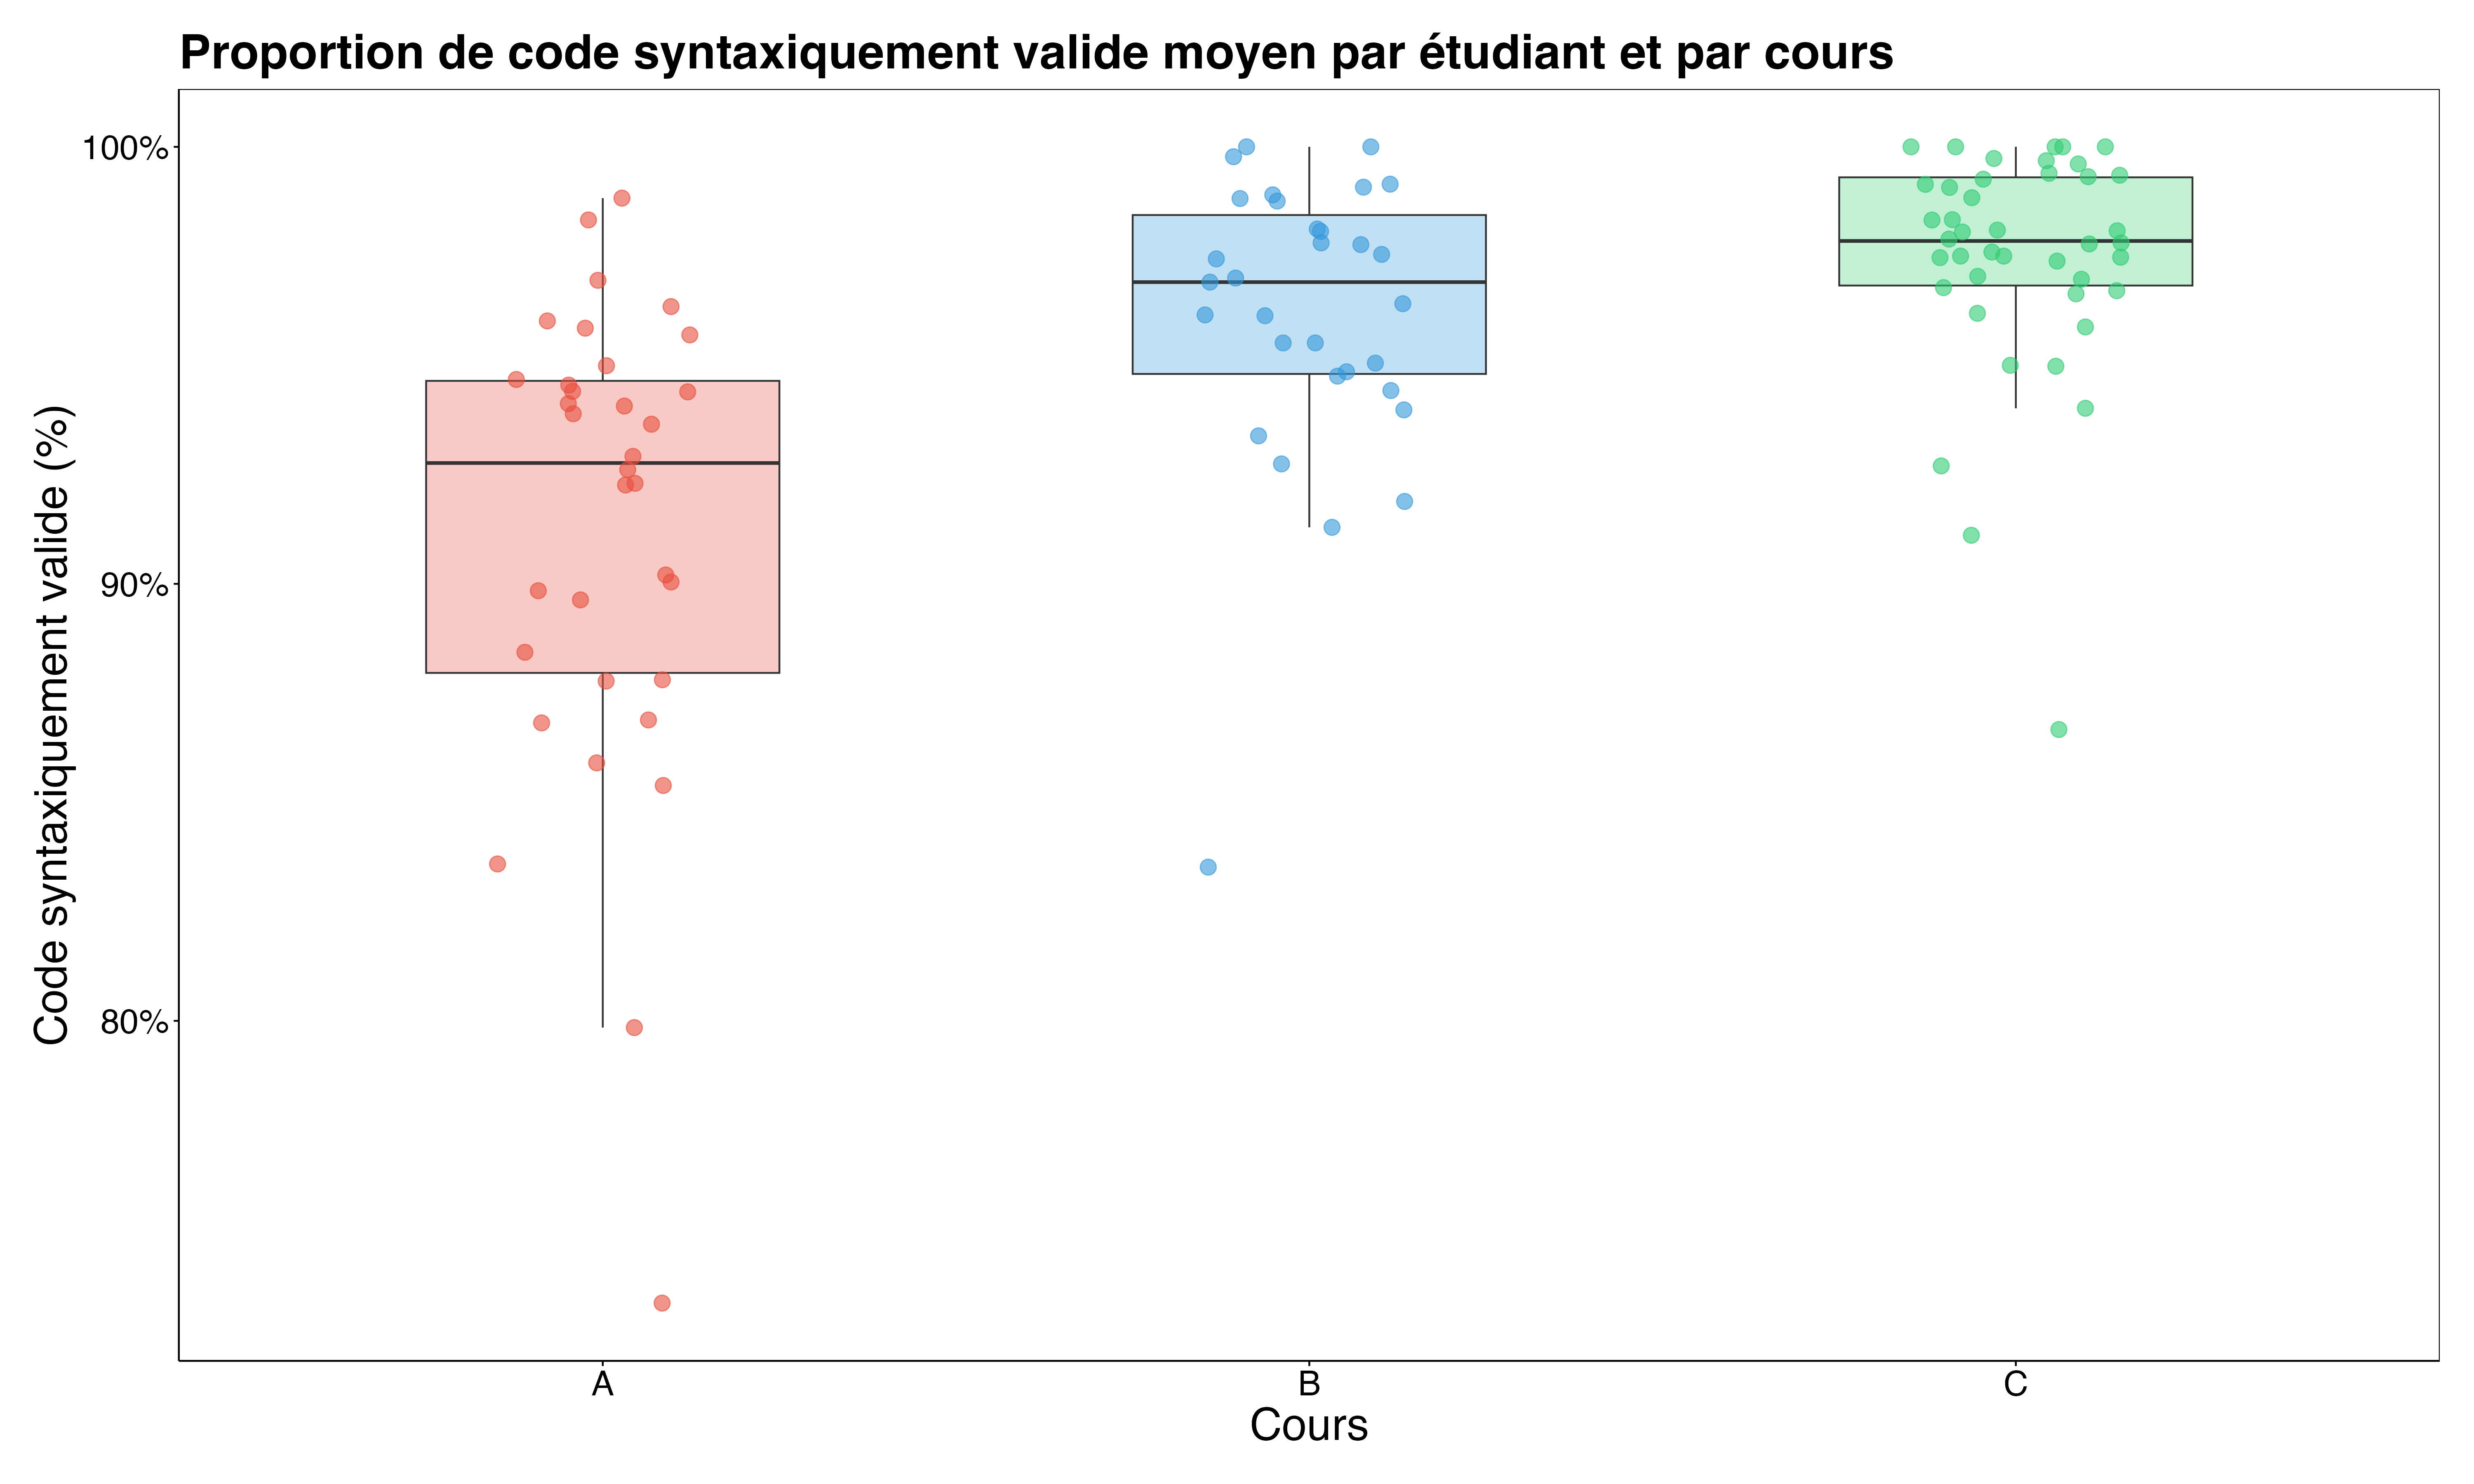 Proportion de code syntaxiquement valide moyen par étudiant et par cours
Code syntaxiquement valide (%)
100%
90%
80%
A
B
C
Cours